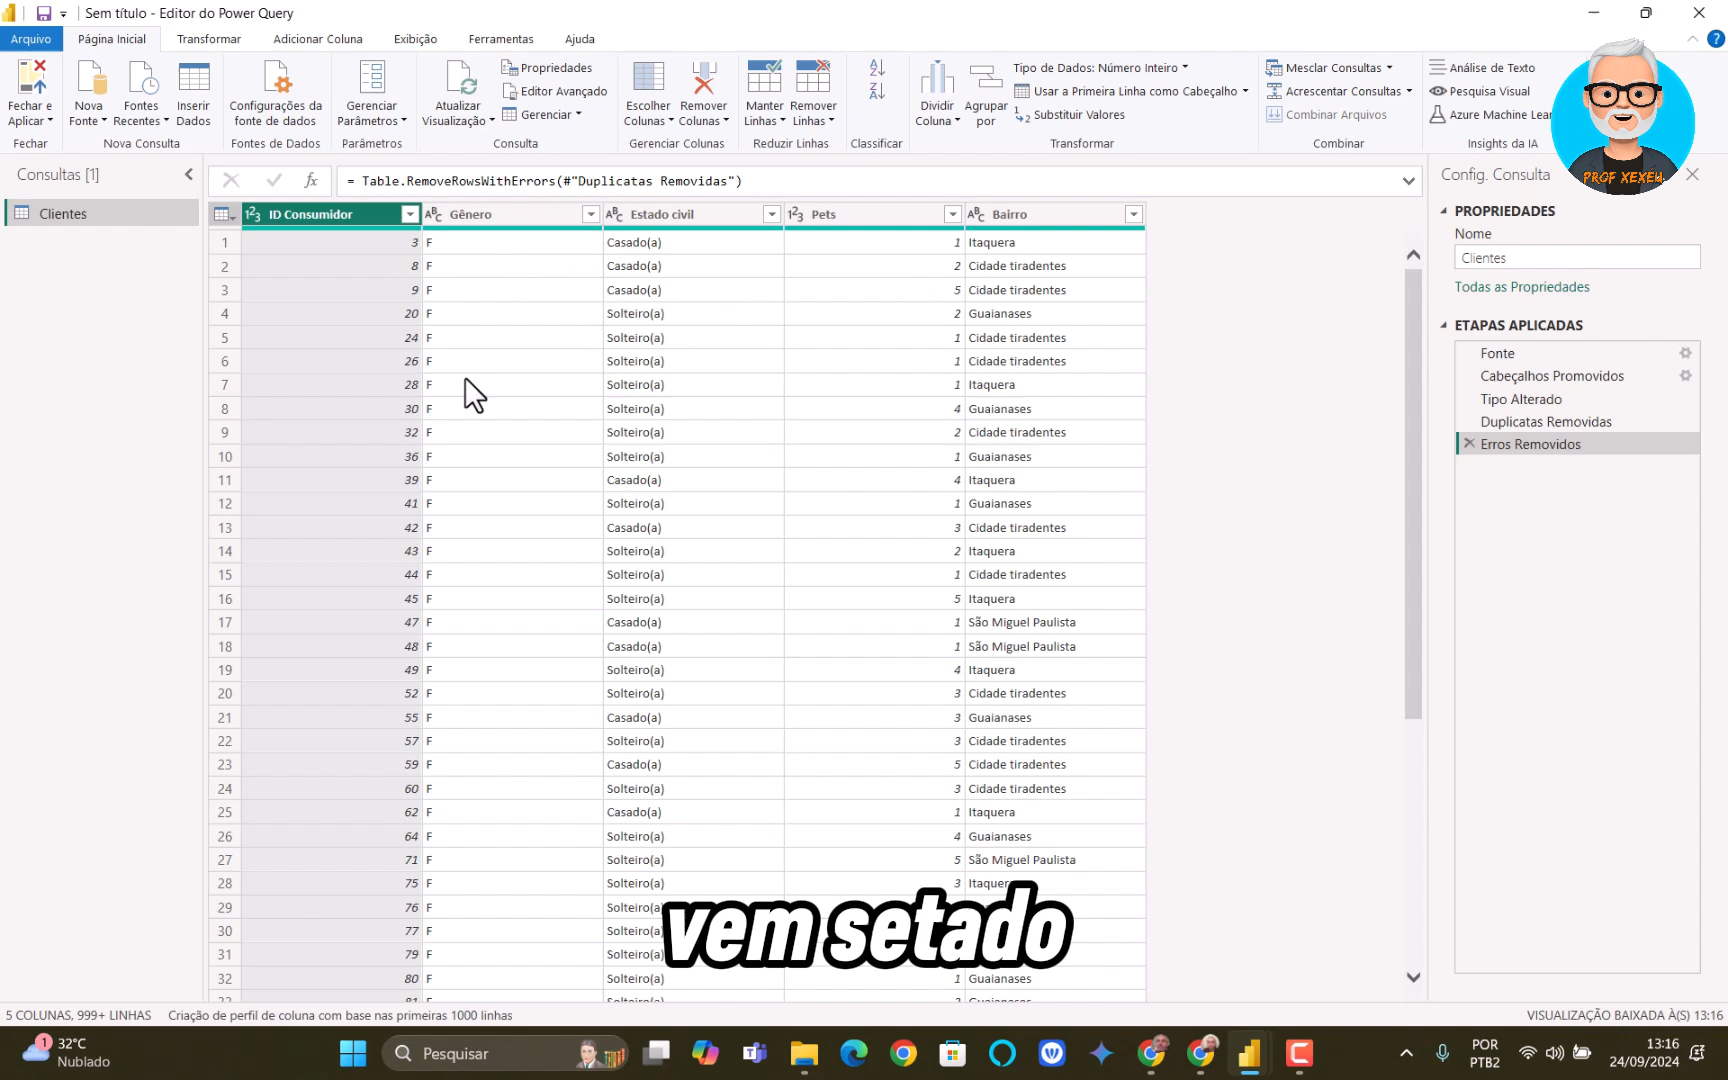 Sem título - Editor do Power Query
Arquivo Página Inicial Transformar Adicionar Coluna Exibição Ferramentas Ajuda
Fechar e Aplicar
Nova Fonte
Fontes Recentes
Inserir Dados
Configurações da fonte de dados
Gerenciar Parâmetros
Atualizar Visualização
Propriedades
Editor Avançado
Gerenciar
Escolher Colunas
Remover Colunas
Manter Linhas
Remover Linhas
Dividir Coluna
Agrupar por
Tipo de Dados: Número Inteiro
Usar a Primeira Linha como Cabeçalho
Substituir Valores
Mesclar Consultas
Acrescentar Consultas
Combinar Arquivos
Análise de Texto
Pesquisa Visual
Azure Machine Lear
Fechar Nova Consulta Fontes de Dados Parâmetros Consulta Gerenciar Colunas Reduzir Linhas Classificar Transformar Combinar Insights da IA
PROF XEXEU
Consultas [1]
Clientes
= Table.RemoveRowsWithErrors(#"Duplicatas Removidas")
ID Consumidor Gênero Estado civil Pets Bairro
1 3 F Casado(a) 1 Itaquera
2 8 F Casado(a) 2 Cidade tiradentes
3 9 F Casado(a) 5 Cidade tiradentes
4 20 F Solteiro(a) 2 Guaianases
5 24 F Solteiro(a) 1 Cidade tiradentes
6 26 F Solteiro(a) 1 Cidade tiradentes
7 28 F Solteiro(a) 1 Itaquera
8 30 F Solteiro(a) 4 Guaianases
9 32 F Solteiro(a) 2 Cidade tiradentes
10 36 F Solteiro(a) 1 Guaianases
11 39 F Casado(a) 4 Itaquera
12 41 F Solteiro(a) 1 Guaianases
13 42 F Casado(a) 3 Cidade tiradentes
14 43 F Solteiro(a) 2 Itaquera
15 44 F Solteiro(a) 1 Cidade tiradentes
16 45 F Solteiro(a) 5 Itaquera
17 47 F Casado(a) 1 São Miguel Paulista
18 48 F Casado(a) 1 São Miguel Paulista
19 49 F Solteiro(a) 4 Itaquera
20 52 F Solteiro(a) 3 Cidade tiradentes
21 55 F Casado(a) 3 Guaianases
22 57 F Solteiro(a) 3 Cidade tiradentes
23 59 F Casado(a) 5 Cidade tiradentes
24 60 F Solteiro(a) 3 Cidade tiradentes
25 62 F Casado(a) 1 Itaquera
26 64 F Solteiro(a) 4 Guaianases
27 71 F Solteiro(a) 5 São Miguel Paulista
28 75 F Solteiro(a) 3
29 76 F Solteiro(a)
30 77 F Solteiro(a)
31 79 F Solteiro(a)
32 80 F Solteiro(a) 1 Guaianases
vem setado
Config. Consulta
PROPRIEDADES
Nome
Clientes
Todas as Propriedades
ETAPAS APLICADAS
Fonte
Cabeçalhos Promovidos
Tipo Alterado
Duplicatas Removidas
Erros Removidos
5 COLUNAS, 999+ LINHAS Criação de perfil de coluna com base nas primeiras 1000 linhas VISUALIZAÇÃO BAIXADA À(S) 13:16
1
32°C
Nublado
Pesquisar
POR
PTB2
13:16
24/09/2024